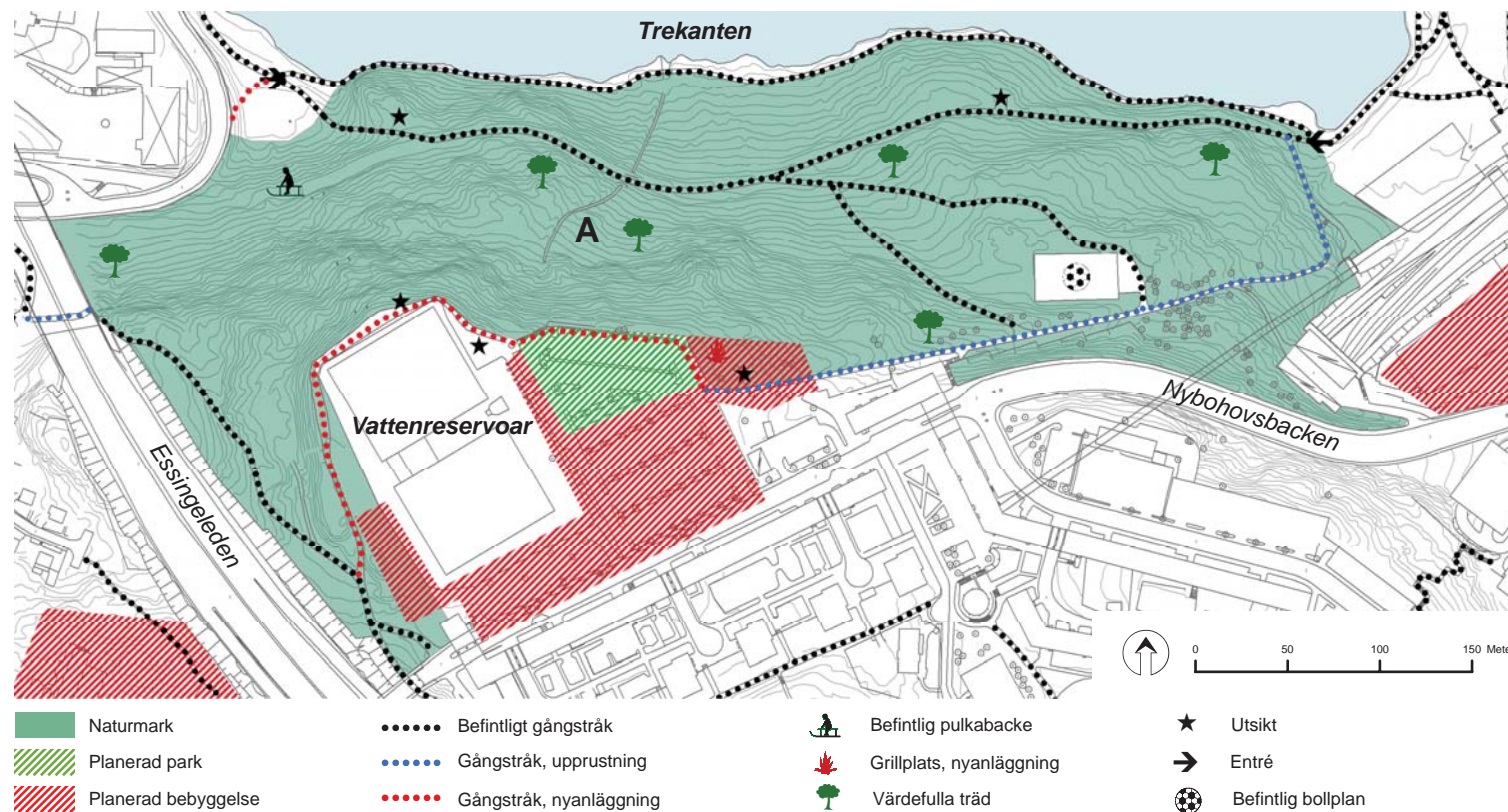 Trekanten
A
Vattenreservoar
Essingeleden
Nybohovsbacken
0 50 100 150 Mete
Naturmark
Planerad park
Planerad bebyggelse
Befintligt gångstråk
Gångstråk, upprustning
Gångstråk, nyanläggning
Befintlig pulkabacke
Grillplats, nyanläggning
Värdefulla träd
Utsikt
Entré
Befintlig bollplan